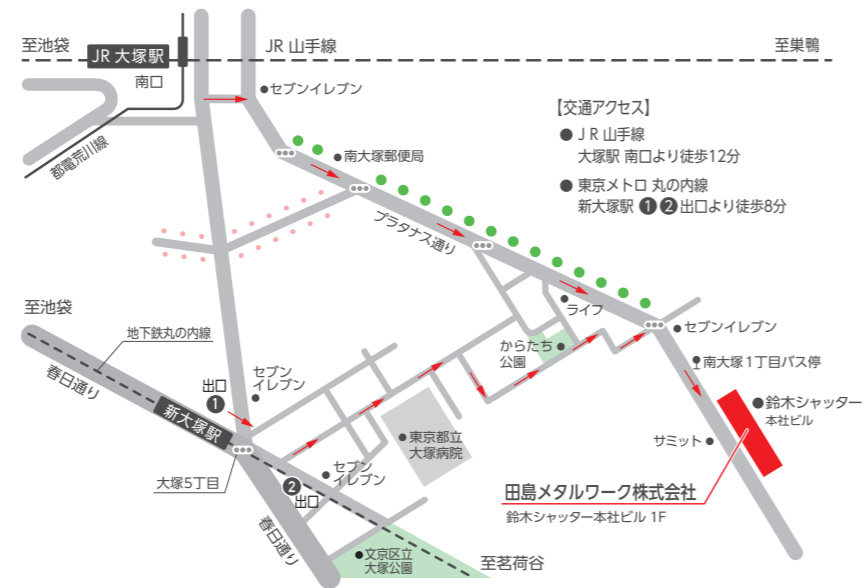 至池袋
JR 大塚駅
南口
JR 山手線
至巣鴨
都電荒川線
セブンイレブン
南大塚郵便局
【交通アクセス】
● JR 山手線
大塚駅 南口より徒歩12分
● 東京メトロ 丸の内線
新大塚駅 ❶❷出口より徒歩8分
プラタナス通り
至池袋
地下鉄丸の内線
春日通り
出口
❶
セブン
イレブン
新大塚駅
大塚5丁目
❷
出口
セブン
イレブン
春日通り
東京都立
大塚病院
からたち
公園
ライフ
セブンイレブン
南大塚1丁目バス停
鈴木シャッター
本社ビル
サミット
田島メタルワーク株式会社
鈴木シャッター本社ビル 1F
文京区立
大塚公園
至茗荷谷